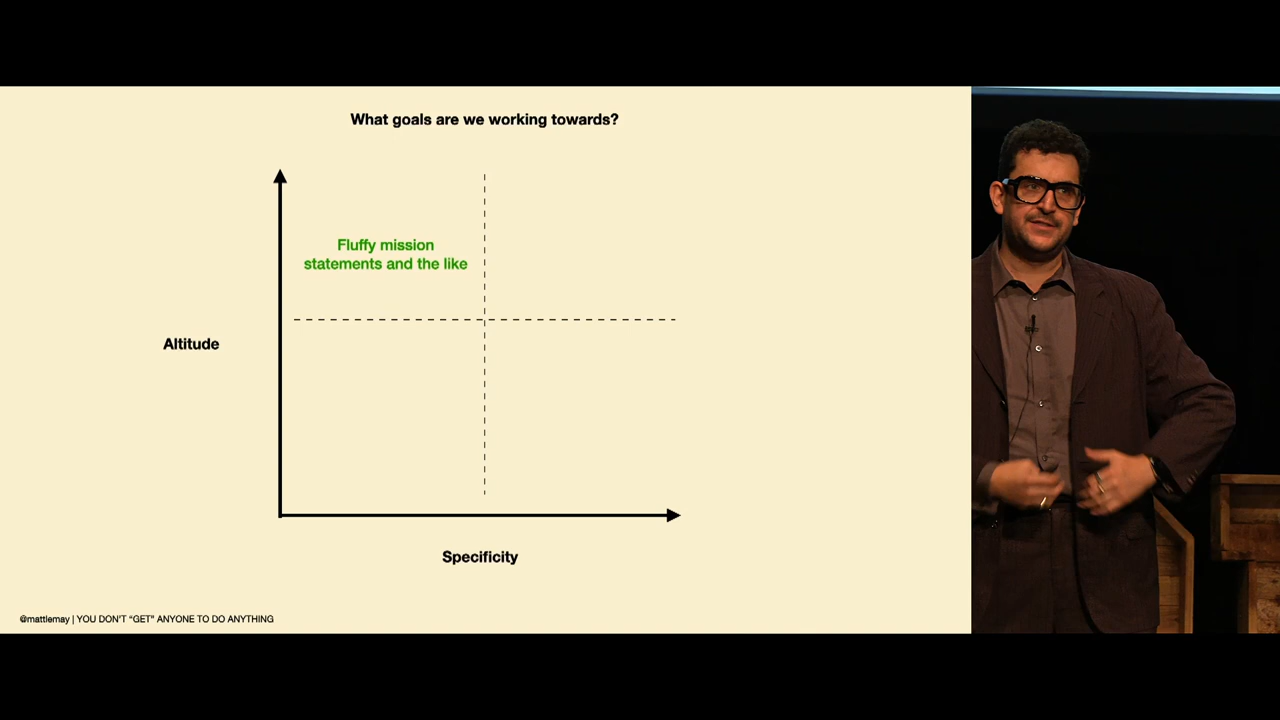 What goals are we working towards?
Fluffy mission
statements and the like
Altitude
Specificity
@mattlemay | YOU DON'T “GET” ANYONE TO DO ANYTHING